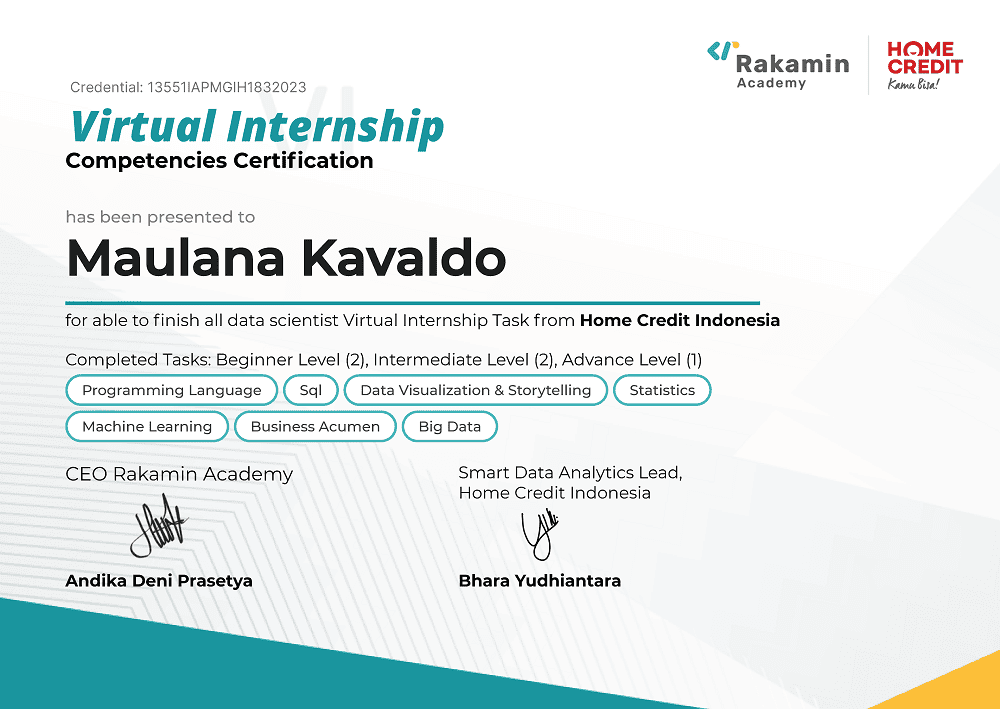 Rakamin
Academy
HOME
CREDIT
Kamu Bisa!
Credential: 13551IAPMGIH1832023
VI
Virtual Internship
Competencies Certification
has been presented to
Maulana Kavaldo
for able to finish all data scientist Virtual Internship Task from Home Credit Indonesia
Completed Tasks: Beginner Level (2), Intermediate Level (2), Advance Level (1)
Programming Language Sql Data Visualization & Storytelling Statistics
Machine Learning Business Acumen Big Data
CEO Rakamin Academy
Andika Deni Prasetya
Smart Data Analytics Lead,
Home Credit Indonesia
Bhara Yudhiantara